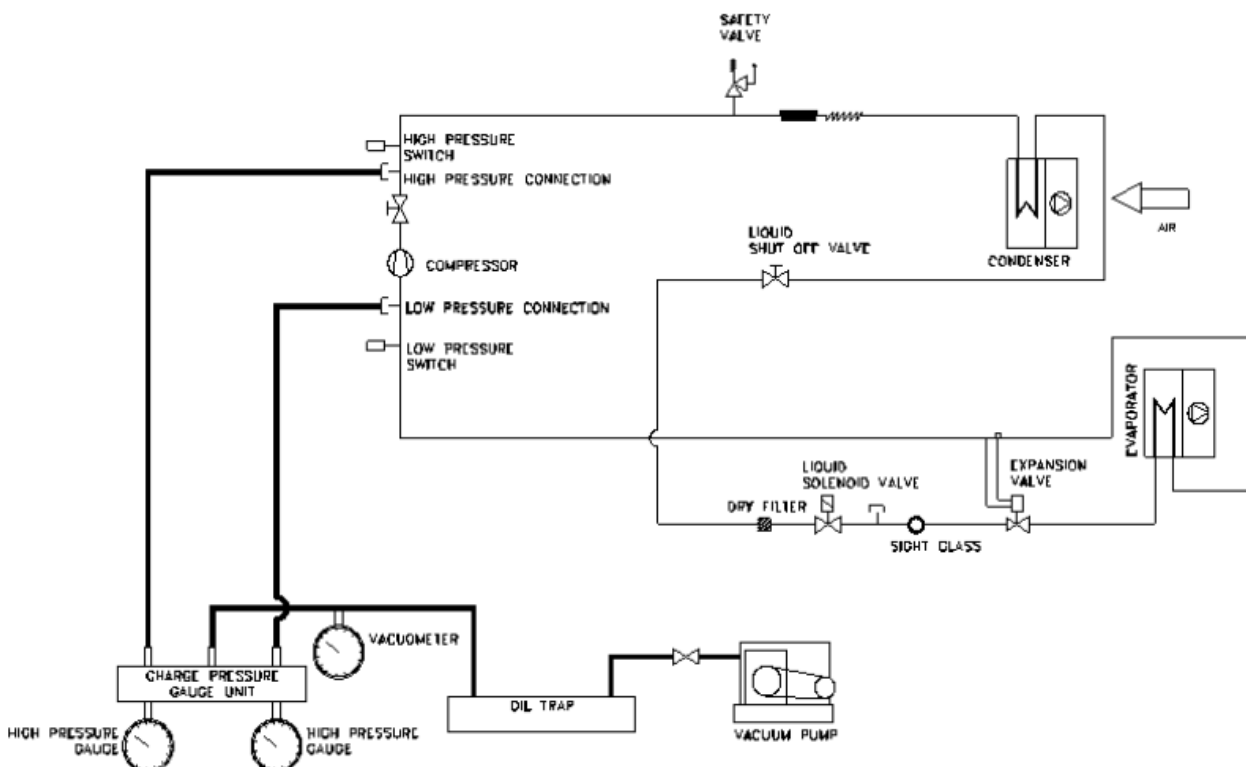 SAFETY
VALVE
HIGH PRESSURE
SWITCH
HIGH PRESSURE CONNECTION
AIR
LIQUID
SHUT OFF VALVE
CONDENSER
COMPRESSOR
LOW PRESSURE CONNECTION
LOW PRESSURE
SWITCH
EVAPORATOR
LIQUID
SOLENOID VALVE
EXPANSION
VALVE
DRY FILTER
SIGHT GLASS
VACUOMETER
CHARGE PRESSURE
GAUGE UNIT
OIL TRAP
HIGH PRESSURE
GAUGE
HIGH PRESSURE
GAUGE
VACUUM PUMP